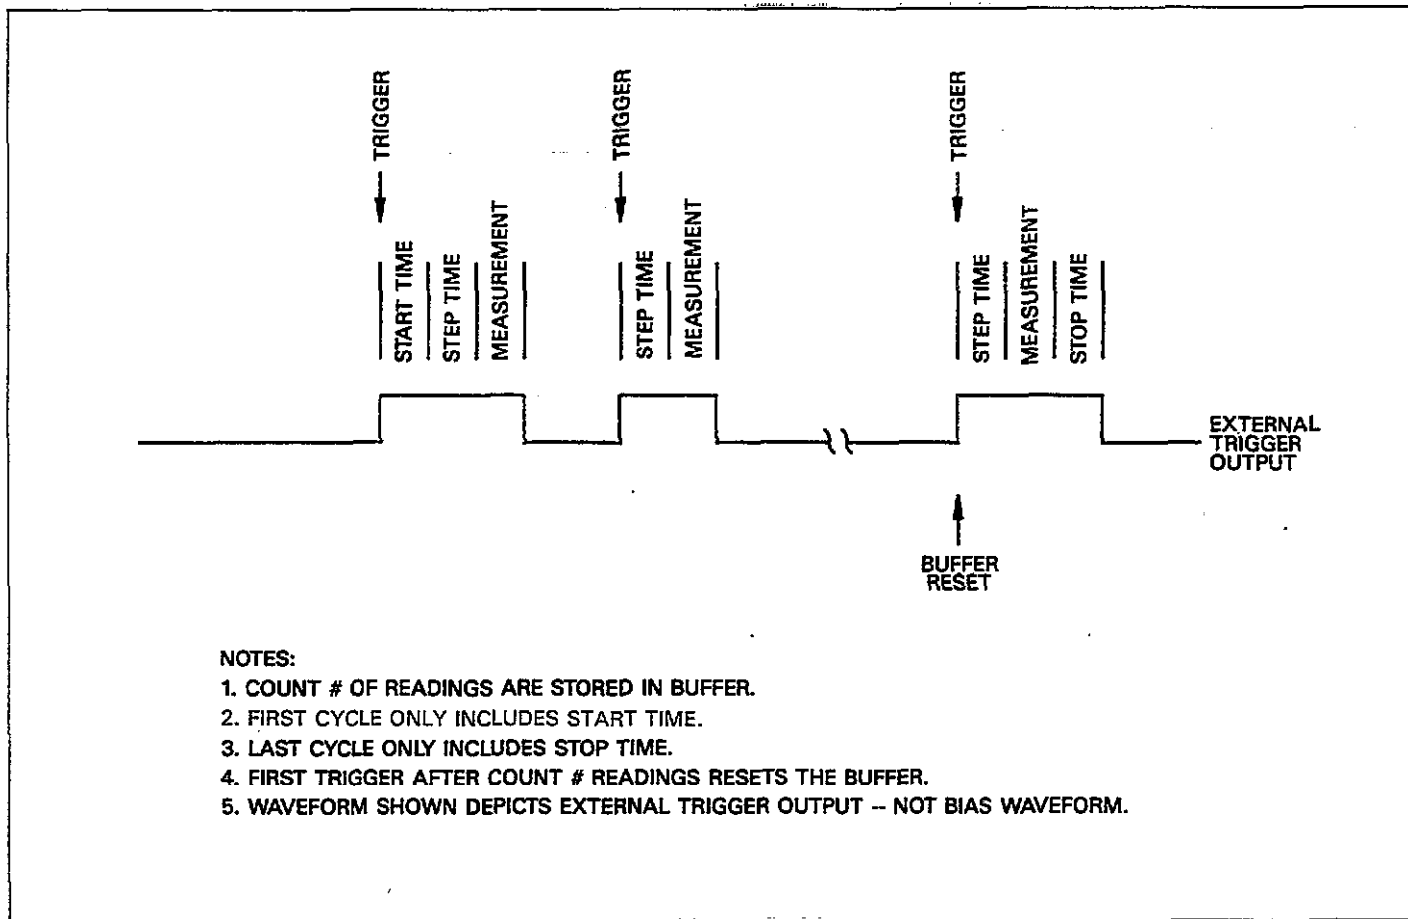 TRIGGER
TRIGGER
TRIGGER
START TIME
STEP TIME
MEASUREMENT
STEP TIME
MEASUREMENT
STEP TIME
MEASUREMENT
STOP TIME
EXTERNAL
TRIGGER
OUTPUT
BUFFER
RESET
NOTES:
1. COUNT # OF READINGS ARE STORED IN BUFFER.
2. FIRST CYCLE ONLY INCLUDES START TIME.
3. LAST CYCLE ONLY INCLUDES STOP TIME.
4. FIRST TRIGGER AFTER COUNT # READINGS RESETS THE BUFFER.
5. WAVEFORM SHOWN DEPICTS EXTERNAL TRIGGER OUTPUT -- NOT BIAS WAVEFORM.